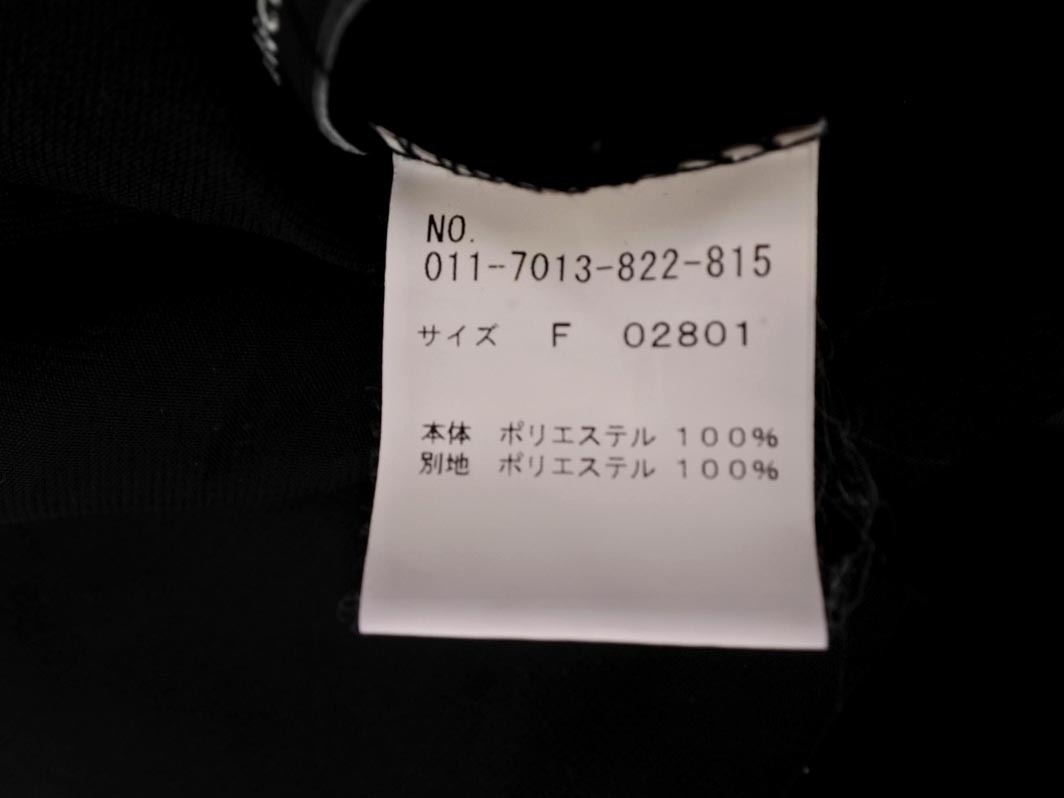 NO.
011-7013-822-815
サイズ F 02801
本体 ポリエステル 100%
別地 ポリエステル 100%